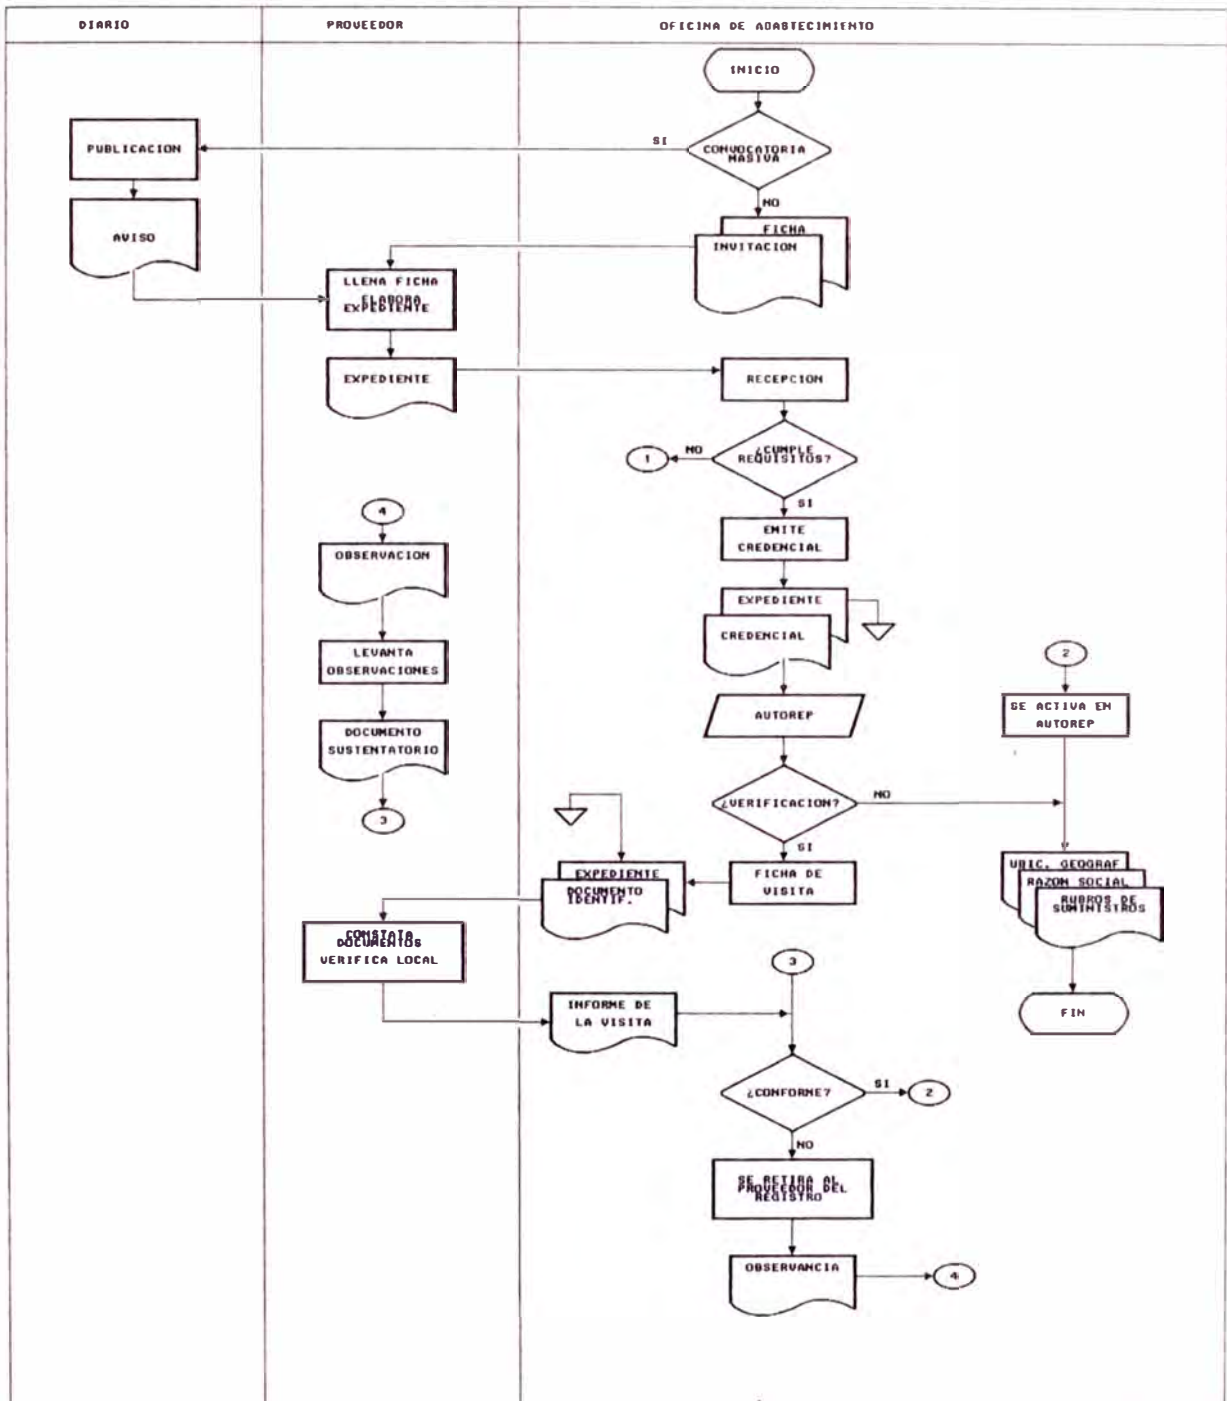 DIARIO
PROVEEDOR
OFICINA DE ADASTECIMIENTO
INICIO
CONVOCATORIA
MASIVA
SI
PUBLICACION
NO
AVISO
FICHA
INVITACION
LLENA FICHA
ELABORA
EXPEDIENTE
EXPEDIENTE
RECEPCION
¿CUMPLE
REQUISITOS?
NO
1
SI
EMITE
CREDENCIAL
4
OBSERVACION
EXPEDIENTE
CREDENCIAL
LEVANTA
OBSERVACIONES
2
AUTOREP
SE ACTIVA EN
AUTOREP
DOCUMENTO
SUSTENTATORIO
¿VERIFICACION?
NO
3
SI
EXPEDIENTE
DOCUMENTO
IDENTIF.
FICHA DE
VISITA
UBIC. GEOGRAF
RAZON SOCIAL
RUBROS DE
SUMINISTROS
CONSTATA
DOCUMENTOS
VERIFICA LOCAL
3
INFORME DE
LA VISITA
FIN
¿CONFORME?
SI
2
NO
SE RETIRA AL
PROVEEDOR DEL
REGISTRO
OBSERVANCIA
4